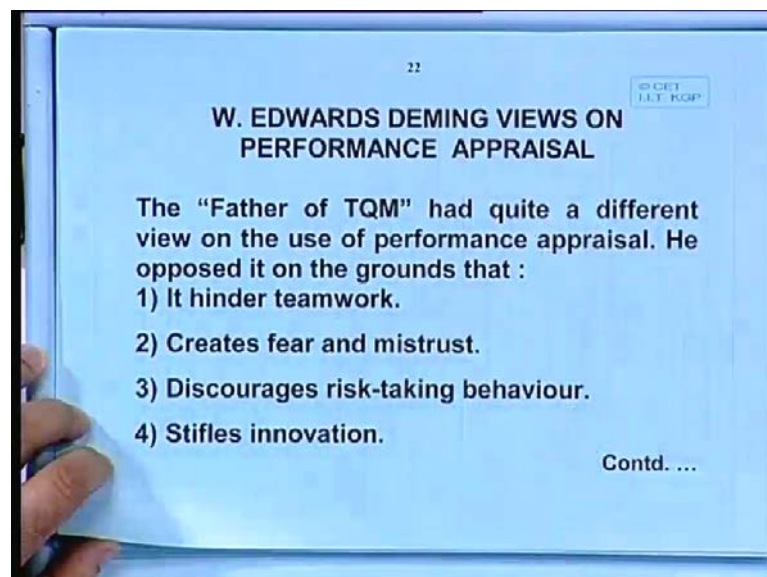 22
© CET
I.I.T. KGP
W. EDWARDS DEMING VIEWS ON
PERFORMANCE APPRAISAL
The “Father of TQM” had quite a different
view on the use of performance appraisal. He
opposed it on the grounds that :
1) It hinder teamwork.
2) Creates fear and mistrust.
3) Discourages risk-taking behaviour.
4) Stifles innovation.
Contd. ...